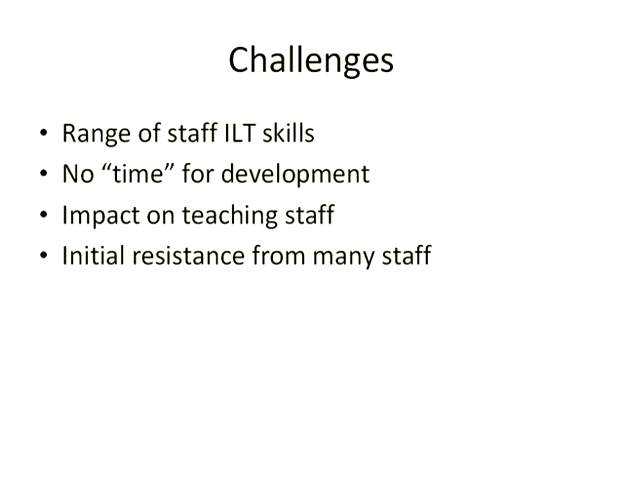 Challenges
• Range of staff ILT skills
• No “time” for development
• Impact on teaching staff
• Initial resistance from many staff